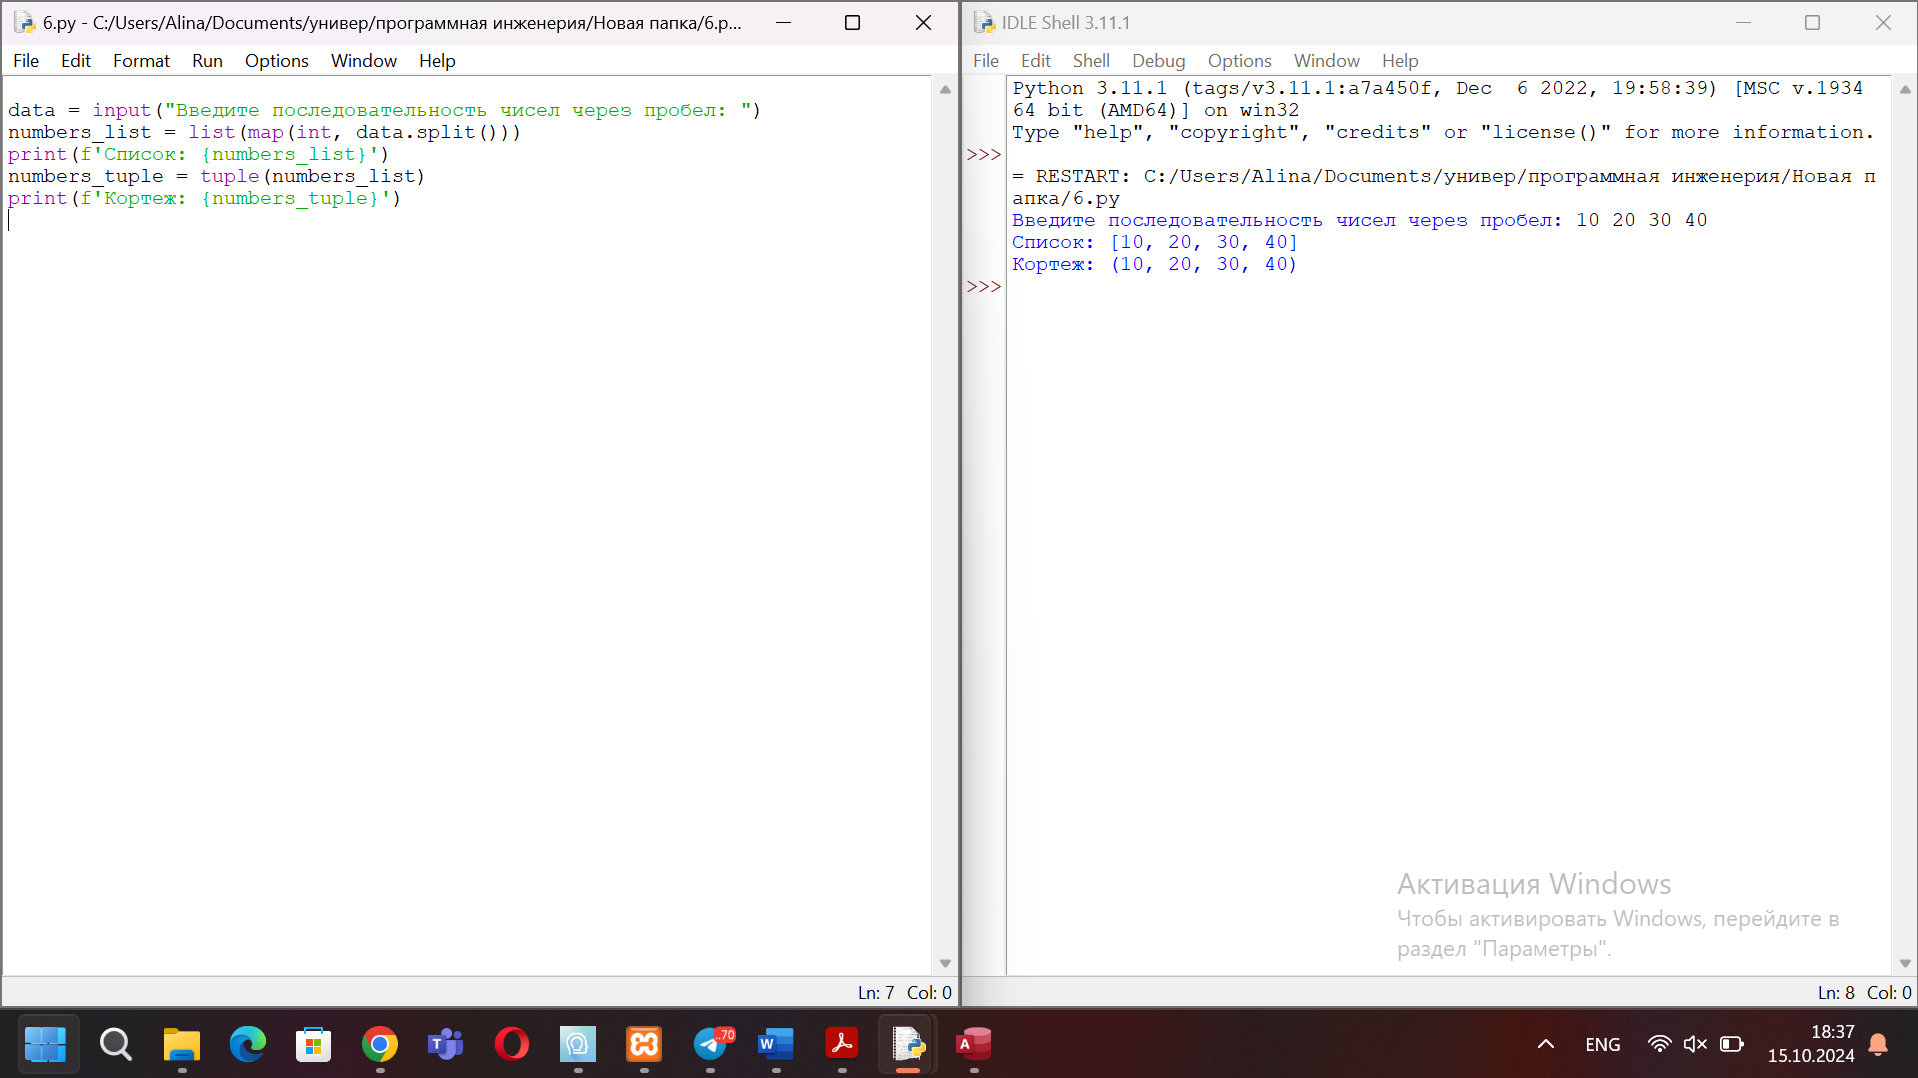 6.py - C:/Users/Alina/Documents/универ/программная инженерия/Новая папка/6.p...
File Edit Format Run Options Window Help
data = input("Введите последовательность чисел через пробел: ")
numbers_list = list(map(int, data.split()))
print(f'Список: {numbers_list}')
numbers_tuple = tuple(numbers_list)
print(f'Кортеж: {numbers_tuple}')
Ln: 7 Col: 0
IDLE Shell 3.11.1
File Edit Shell Debug Options Window Help
Python 3.11.1 (tags/v3.11.1:a7a450f, Dec  6 2022, 19:58:39) [MSC v.1934
64 bit (AMD64)] on win32
Type "help", "copyright", "credits" or "license()" for more information.
>>>
= RESTART: C:/Users/Alina/Documents/универ/программная инженерия/Новая п
апка/6.py
Введите последовательность чисел через пробел: 10 20 30 40
Список: [10, 20, 30, 40]
Кортеж: (10, 20, 30, 40)
>>>
Активация Windows
Чтобы активировать Windows, перейдите в
раздел "Параметры".
Ln: 8 Col: 0
..70
ENG
18:37
15.10.2024